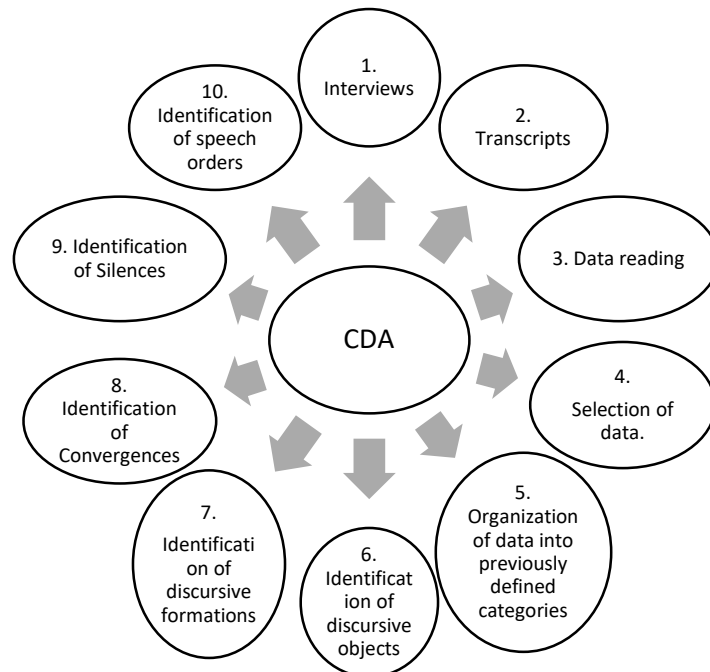 1.
Interviews
2.
Transcripts
3. Data reading
4.
Selection of data.
5.
Organization
of data into
previously
defined
categories
6.
Identificat
ion of
discursive
objects
7.
Identificati
on of
discursive
formations
8.
Identification
of
Convergences
9. Identification
of Silences
10.
Identification
of speech
orders
CDA